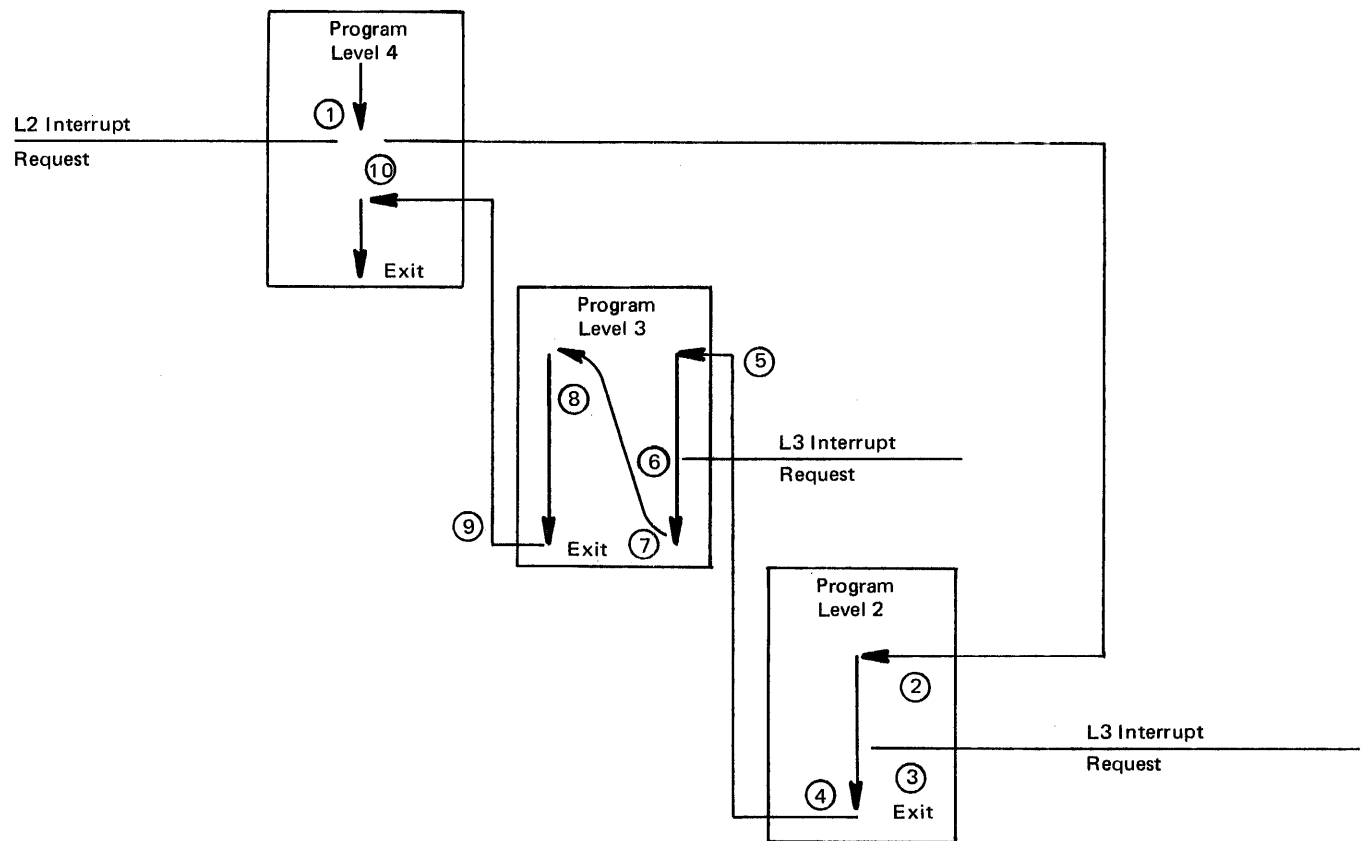 Program
Level 4
1
L2 Interrupt
Request
10
Exit
Program
Level 3
5
8
L3 Interrupt
6
Request
9
Exit
7
Program
Level 2
2
L3 Interrupt
Request
3
4
Exit